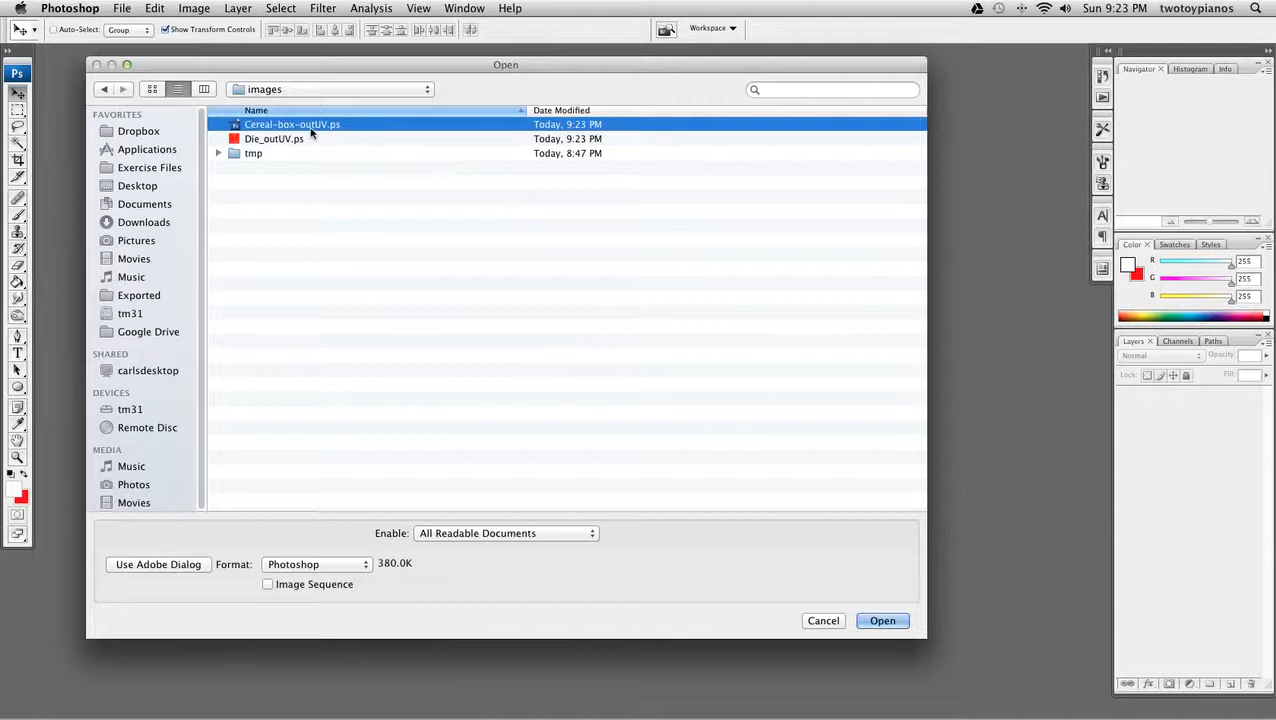 Photoshop File Edit Image Layer Select Filter Analysis View Window Help Sun 9:23 PM twotoypianos
Auto-Select: Group Show Transform Controls Workspace
Open
Ps
images
Navigator Histogram Info
FAVORITES
Dropbox
Applications
Exercise Files
Desktop
Documents
Downloads
Pictures
Movies
Music
Exported
tm31
Google Drive
SHARED
carlsdesktop
DEVICES
tm31
Remote Disc
MEDIA
Music
Photos
Movies
Name Date Modified
Cereal-box-outUV.ps Today, 9:23 PM
Die_outUV.ps Today, 9:23 PM
tmp Today, 8:47 PM
Enable: All Readable Documents
Use Adobe Dialog Format: Photoshop 380.0K
Image Sequence
Cancel Open
Color Swatches Styles
R 255
G 255
B 255
Layers Channels Paths
Normal Opacity:
Lock: Fill: